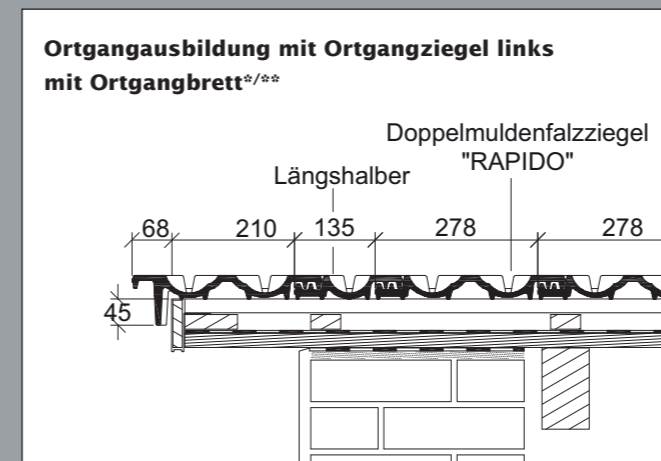 Ortgangausbildung mit Ortgangziegel links
mit Ortgangbrett*/**
Doppelmuldenfalzziegel
"RAPIDO"
Längshalber
68 210 135 278 278
45